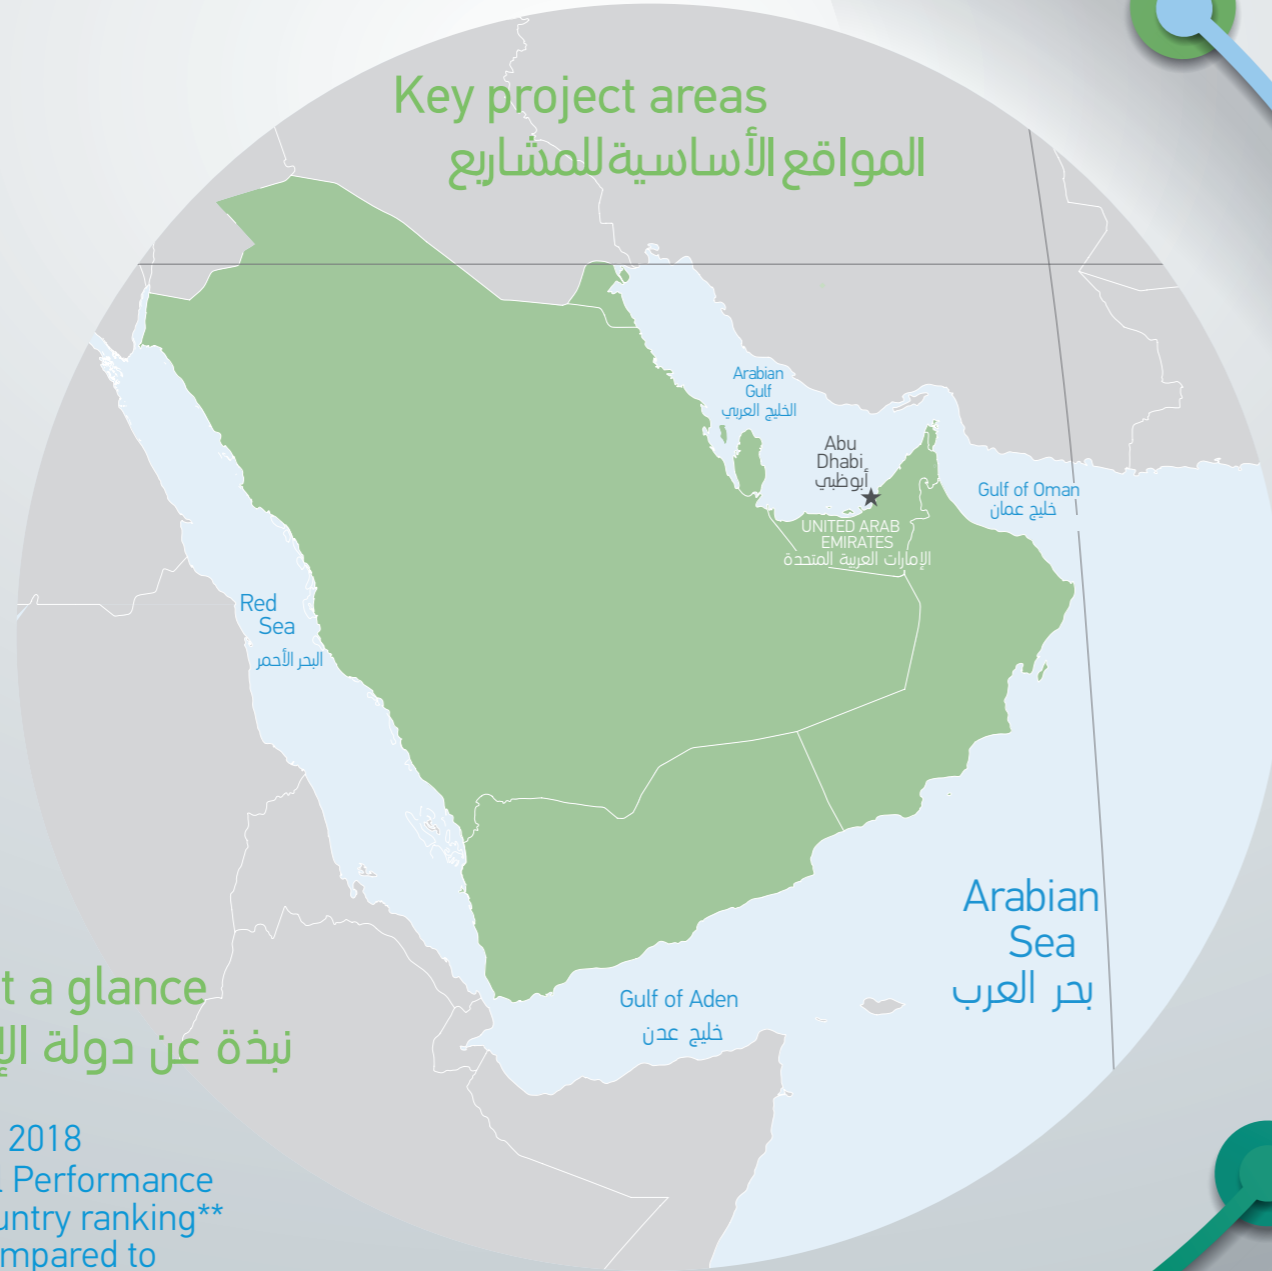 Key project areas
المواقع الأساسية للمشاريع
Arabian
Gulf
الخليج العربي
Abu
Dhabi
أبوظبي
Gulf of Oman
خليج عمان
UNITED ARAB
EMIRATES
الإمارات العربية المتحدة
Red
Sea
البحر الأحمر
Arabian
Sea
بحر العرب
Gulf of Aden
خليج عدن
t a glance
نبذة عن دولة الإ
2018
Performance
untry ranking**
mpared to